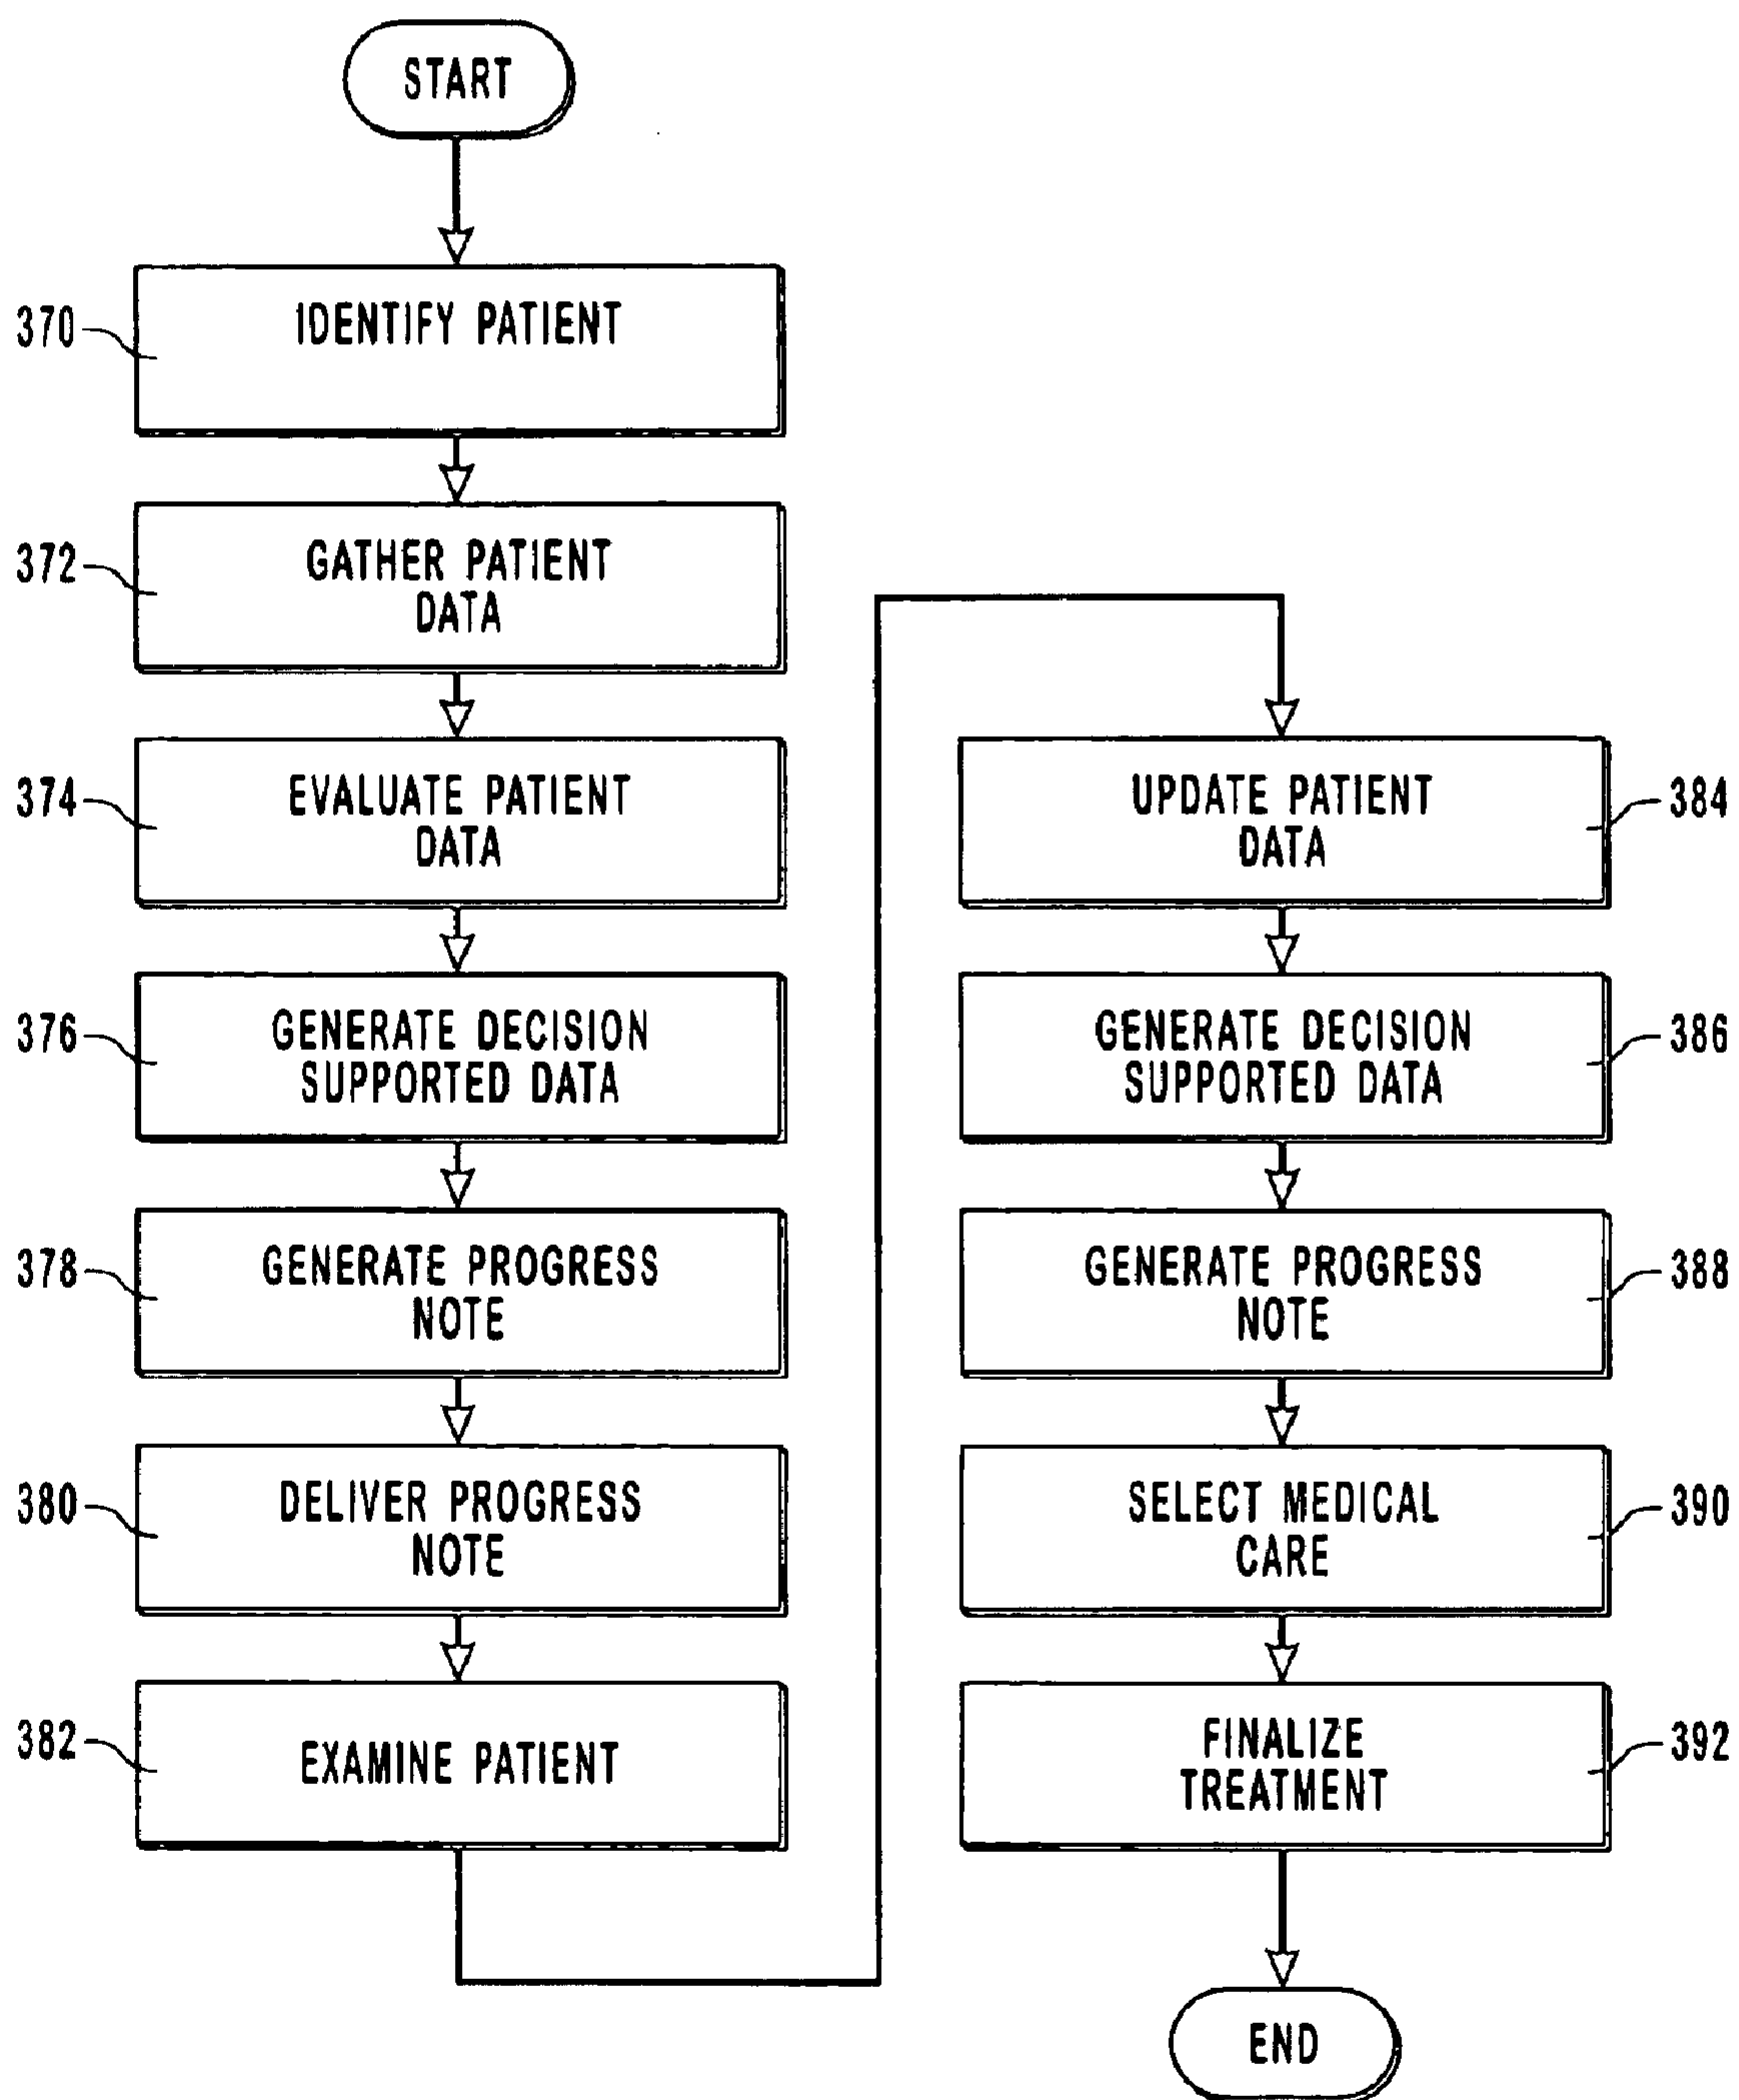 START
370
IDENTIFY PATIENT
372
GATHER PATIENT
DATA
374
EVALUATE PATIENT
DATA
376
GENERATE DECISION
SUPPORTED DATA
378
GENERATE PROGRESS
NOTE
380
DELIVER PROGRESS
NOTE
382
EXAMINE PATIENT
UPDATE PATIENT
DATA
384
GENERATE DECISION
SUPPORTED DATA
386
GENERATE PROGRESS
NOTE
388
SELECT MEDICAL
CARE
390
FINALIZE
TREATMENT
392
END